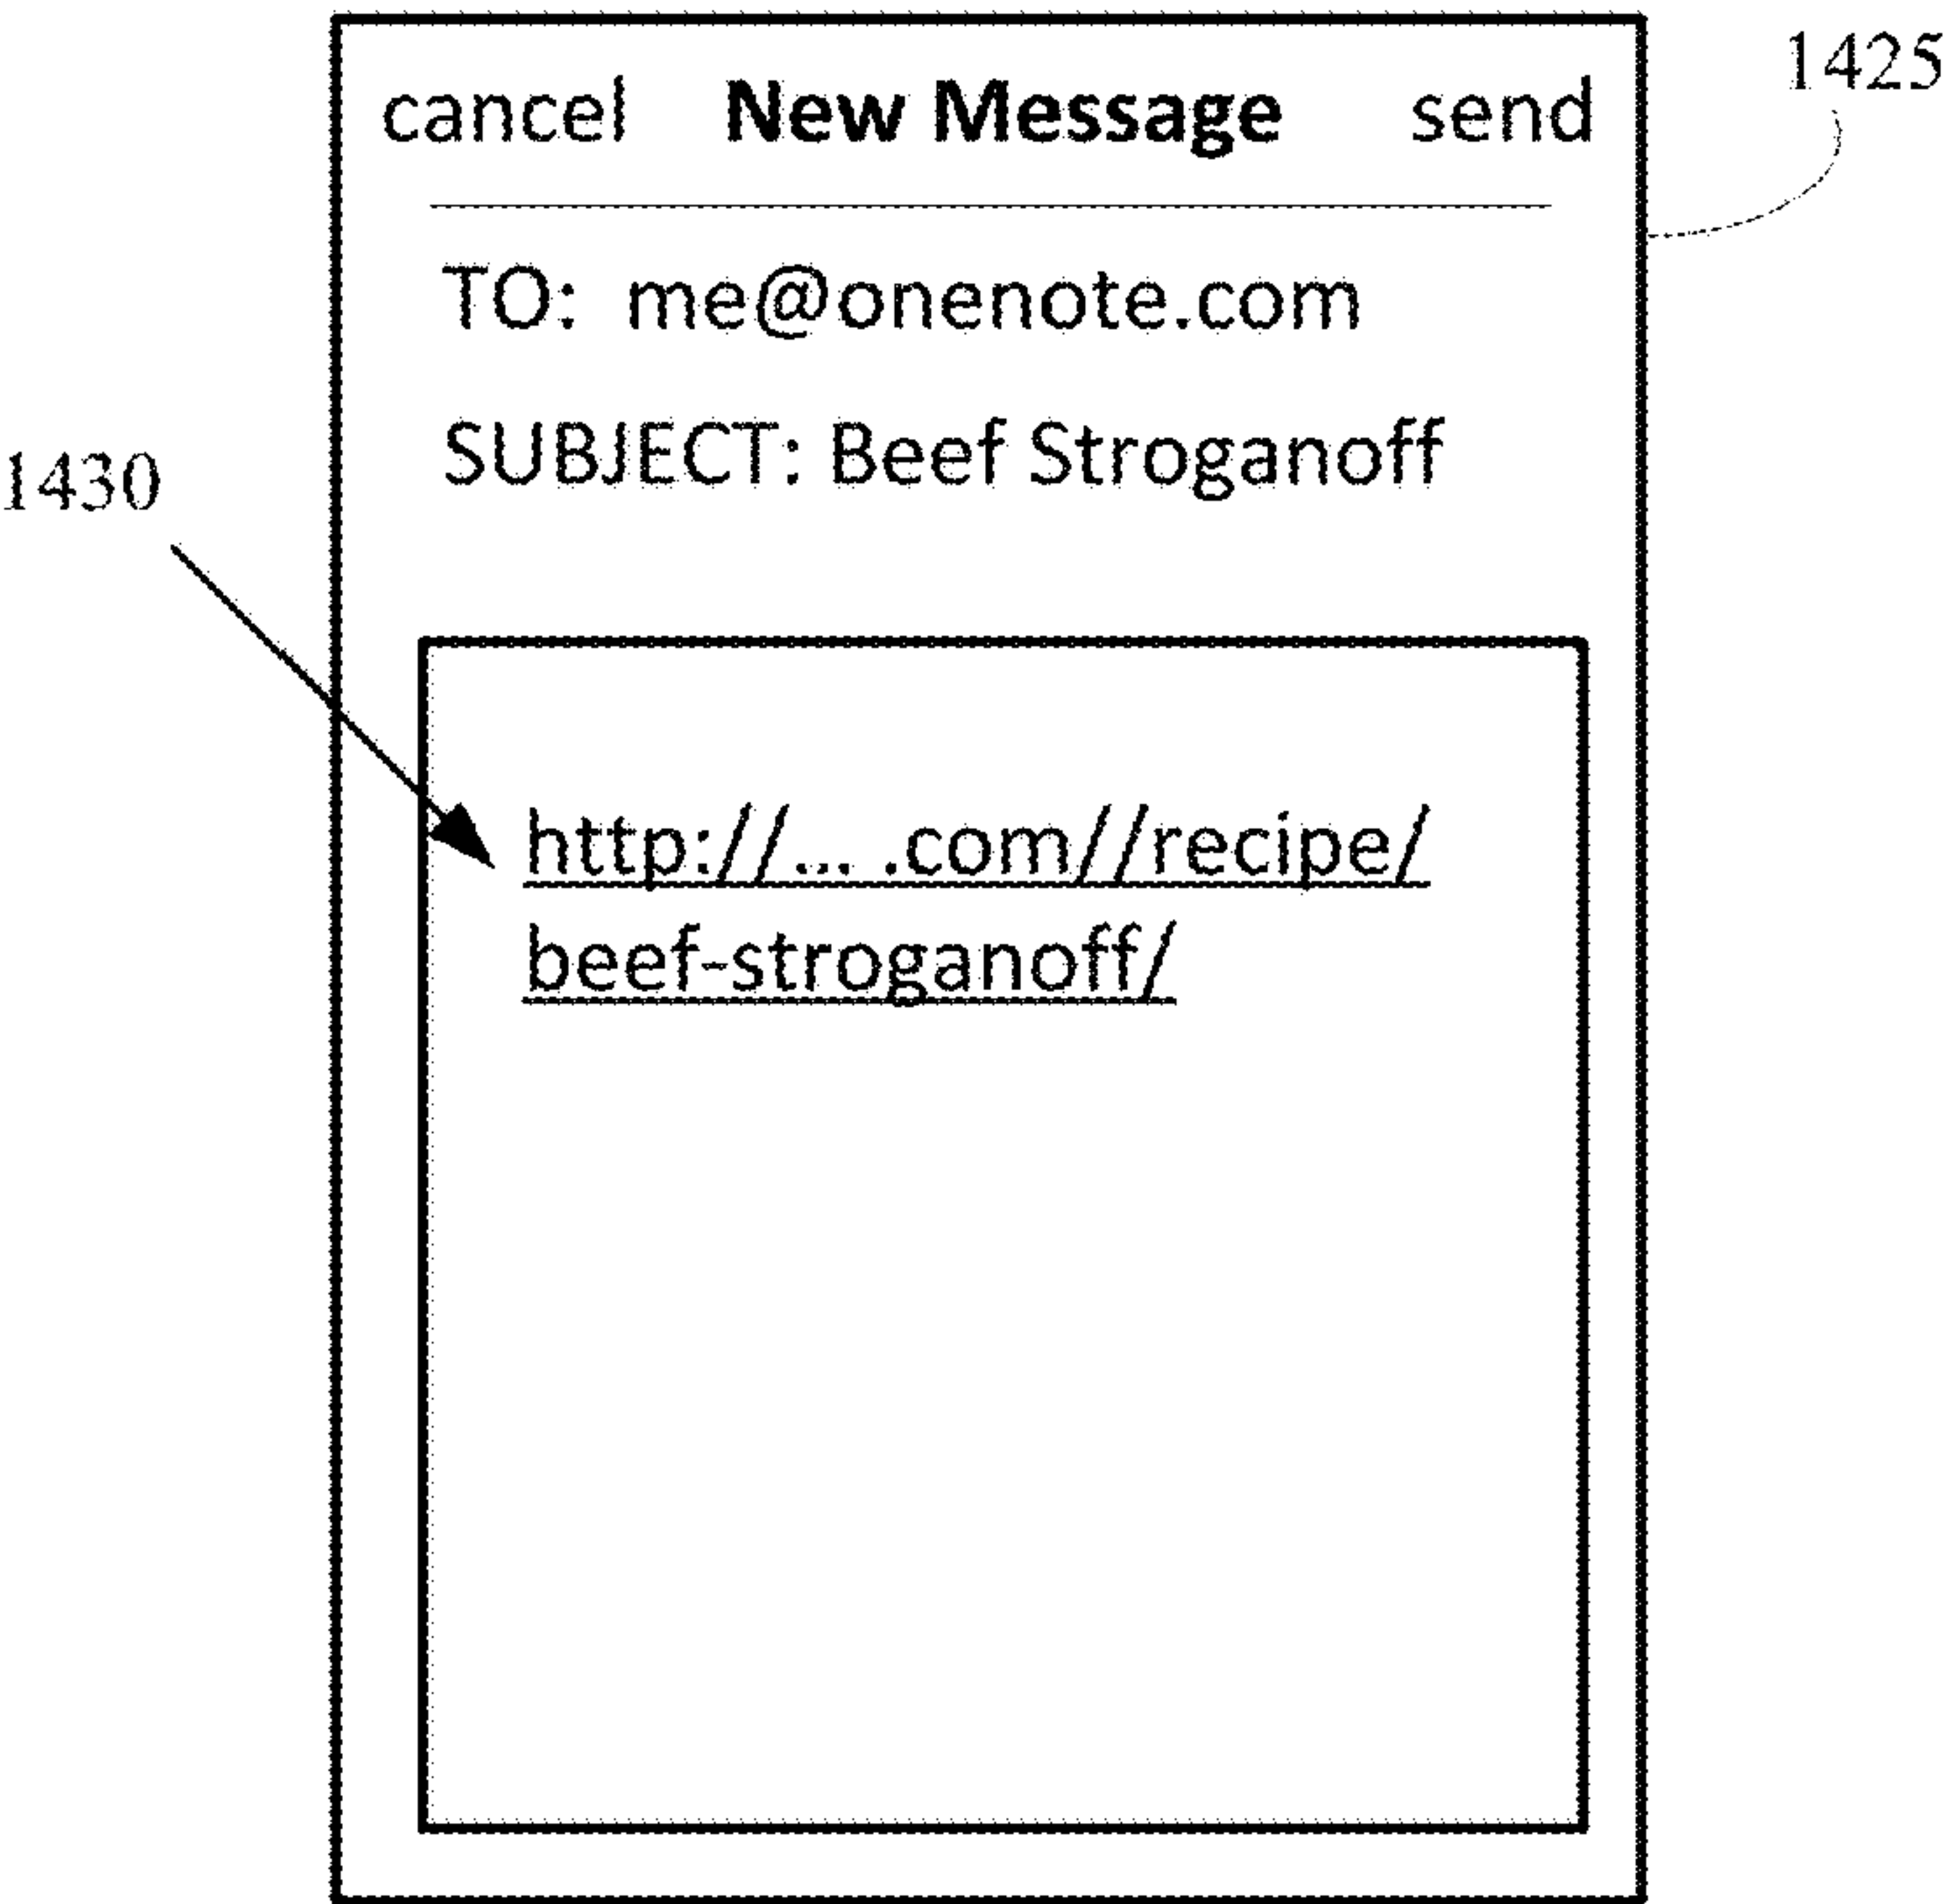 1425
cancel New Message send
TO: me@onenote.com
SUBJECT: Beef Stroganoff
1430
http://... .com//recipe/
beef-stroganoff/